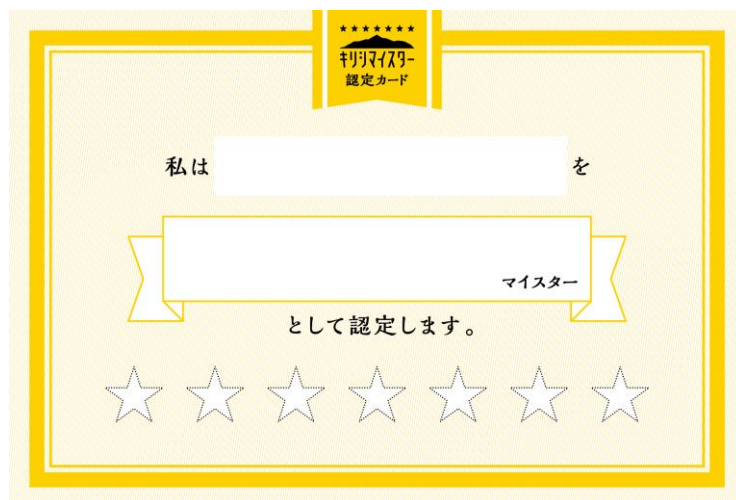 ★★★★★★★
キリシマイスター
認定カード
私は を
マイスター
として認定します。